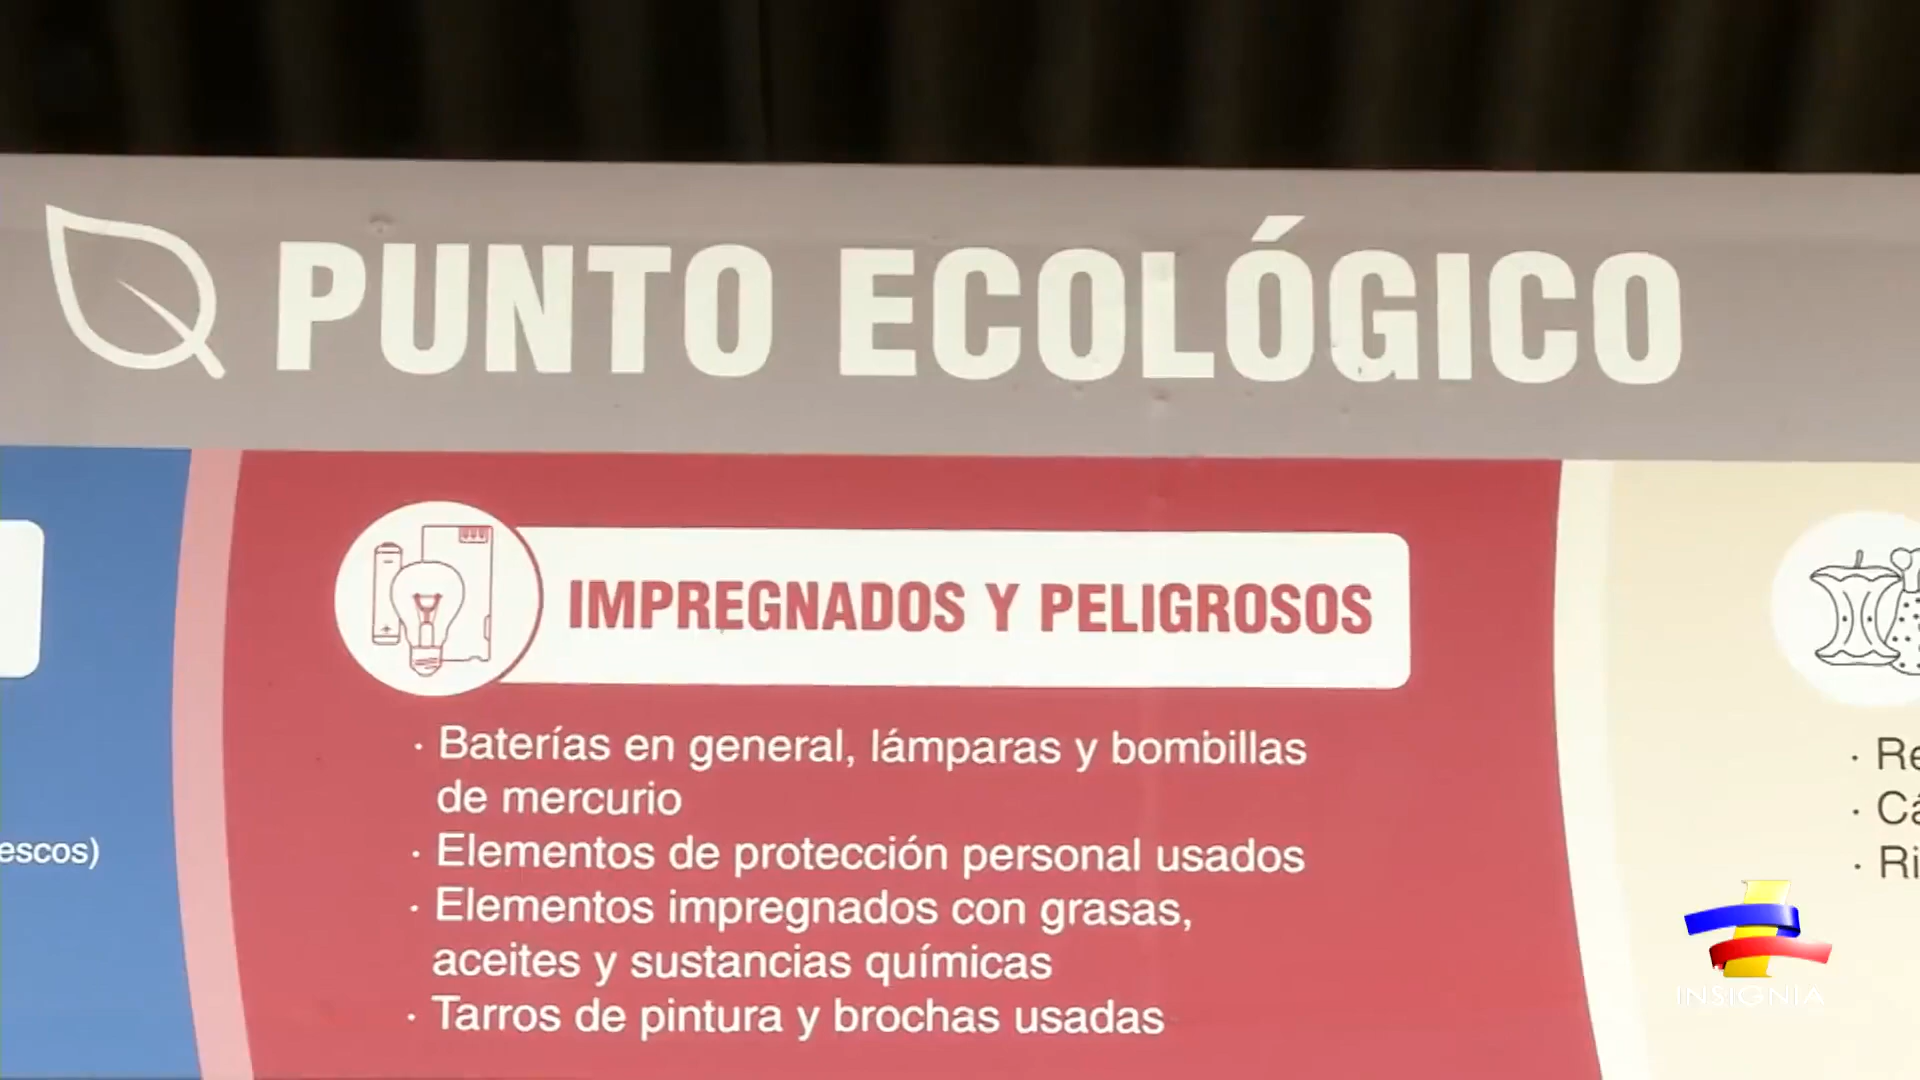 PUNTO ECOLÓGICO
IMPREGNADOS Y PELIGROSOS
· Baterías en general, lámparas y bombillas
de mercurio
· Elementos de protección personal usados
· Elementos impregnados con grasas,
aceites y sustancias químicas
· Tarros de pintura y brochas usadas
escos)
· Re
· Cá
· Ri
INSIGNIA